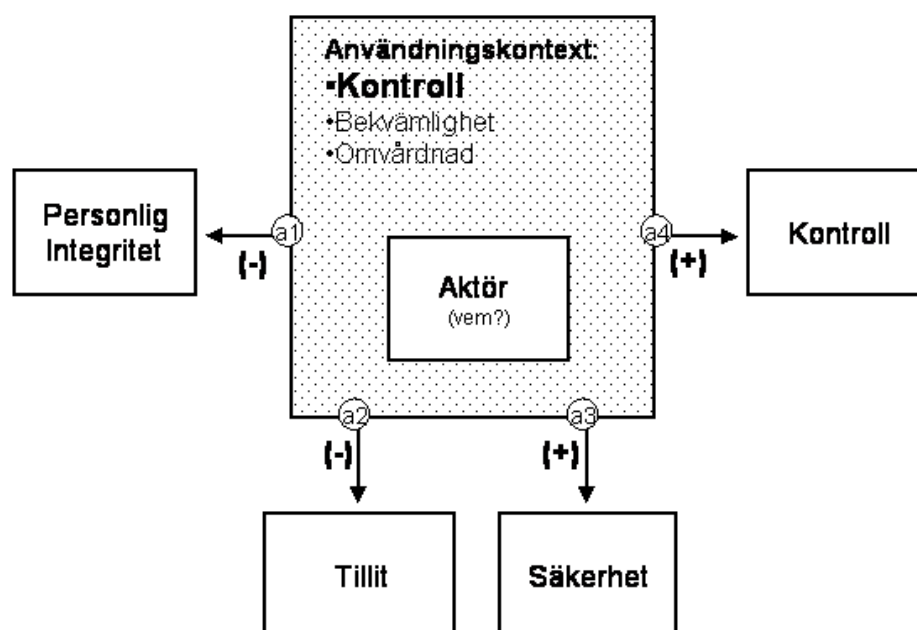 Användningskontext:
▪Kontroll
•Bekvämlighet
•Omvårdnad
Personlig
Integritet
a1
(-)
Aktör
(vem?)
a4
(+)
Kontroll
a2
(-)
a3
(+)
Tillit
Säkerhet